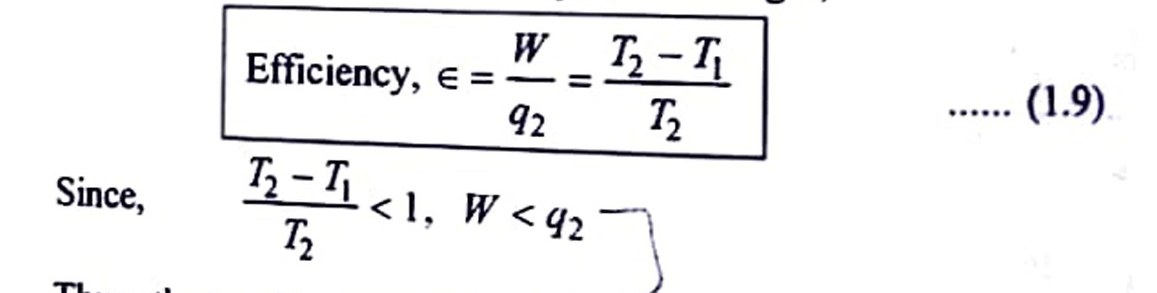 Efficiency, ∈ = W/q₂ = (T₂ − T₁)/T₂ ...... (1.9)
Since, (T₂ − T₁)/T₂ < 1, W < q₂